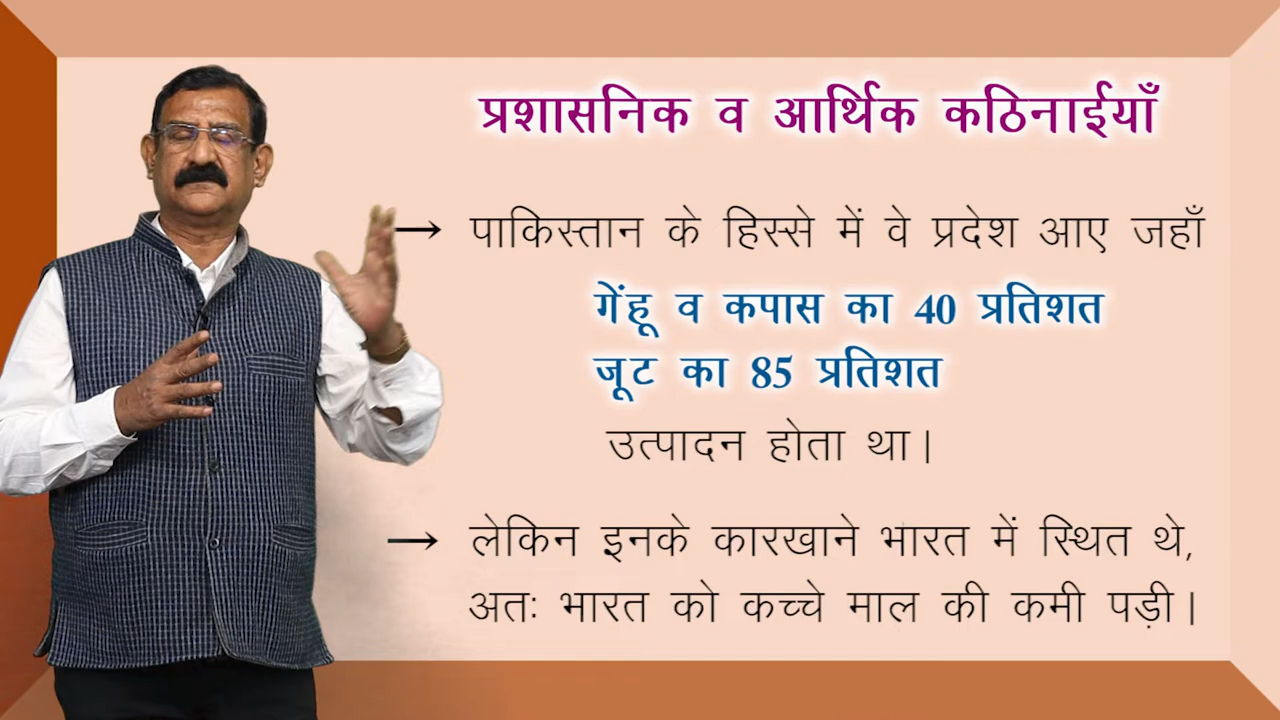 प्रशासनिक व आर्थिक कठिनाईयाँ
→ पाकिस्तान के हिस्से में वे प्रदेश आए जहाँ
गेंहू व कपास का 40 प्रतिशत
जूट का 85 प्रतिशत
उत्पादन होता था।
→ लेकिन इनके कारखाने भारत में स्थित थे,
अतः भारत को कच्चे माल की कमी पड़ी।